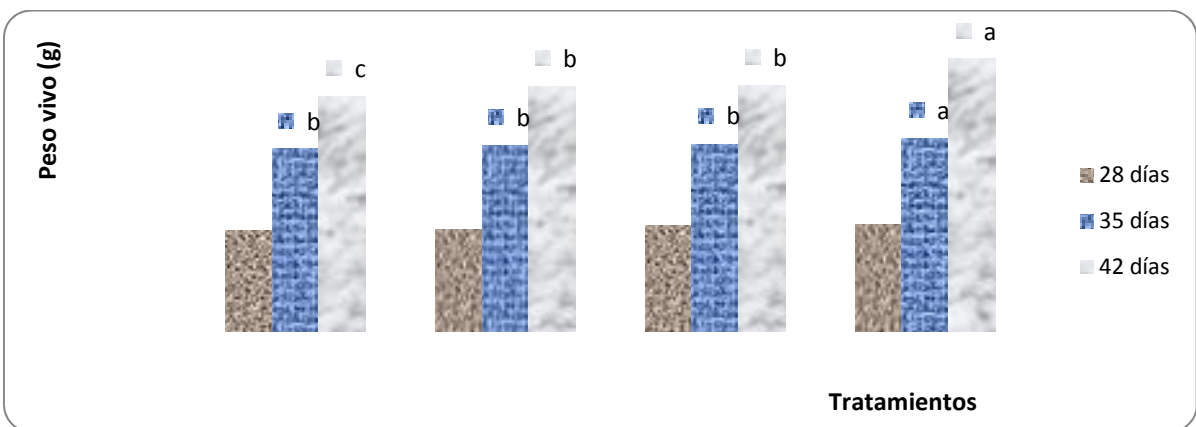 Peso vivo (g)
c
b
b
a
b
b
b
a
28 días
35 días
42 días
Tratamientos